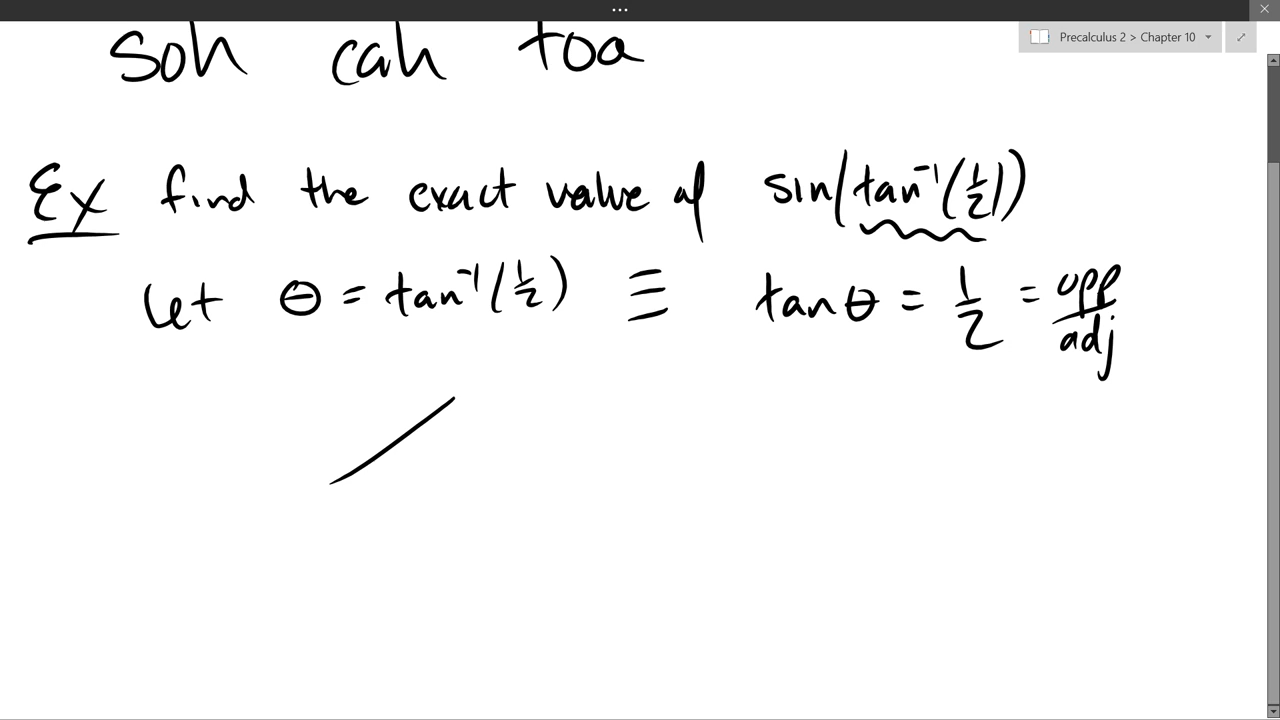 Precalculus 2 > Chapter 10
soh cah toa
Ex find the exact value of sin(tan⁻¹(1/2))
let θ = tan⁻¹(1/2) ≡ tanθ = 1/2 = opp/adj